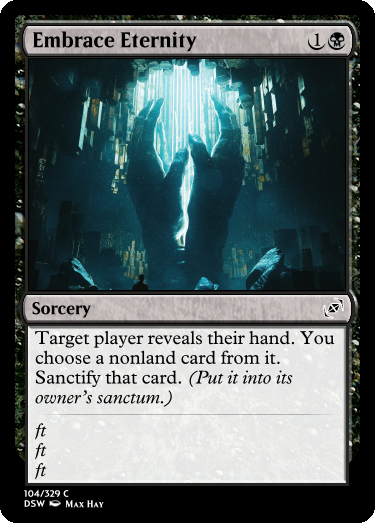 Embrace Eternity 1
Sorcery
Target player reveals their hand. You
choose a nonland card from it.
Sanctify that card. (Put it into its
owner's sanctum.)
ft
ft
ft
104/329 C
DSW Max Hay